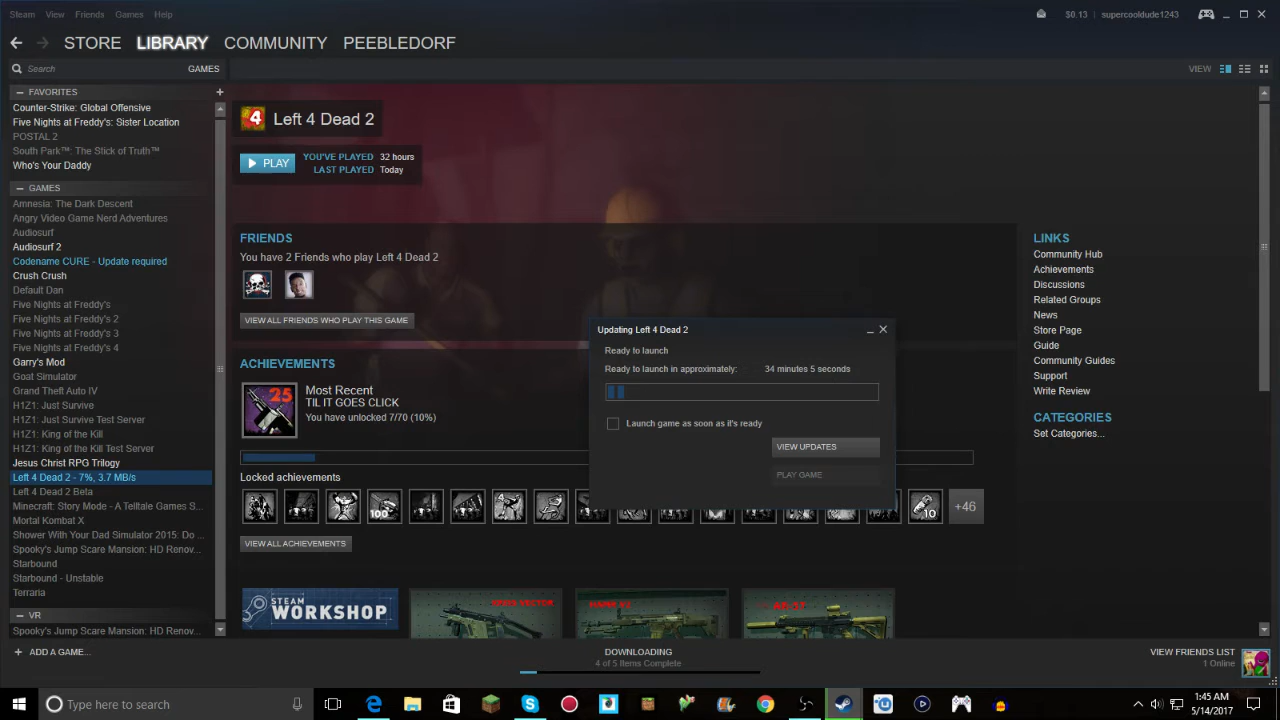 Steam View Friends Games Help
$0.13 supercooldude1243
STORE LIBRARY COMMUNITY PEEBLEDORF
Search GAMES
VIEW
FAVORITES
Counter-Strike: Global Offensive
Five Nights at Freddy's: Sister Location
POSTAL 2
South Park™: The Stick of Truth™
Who's Your Daddy
GAMES
Amnesia: The Dark Descent
Angry Video Game Nerd Adventures
Audiosurf
Audiosurf 2
Codename CURE - Update required
Crush Crush
Default Dan
Five Nights at Freddy's
Five Nights at Freddy's 2
Five Nights at Freddy's 3
Five Nights at Freddy's 4
Garry's Mod
Goat Simulator
Grand Theft Auto IV
H1Z1: Just Survive
H1Z1: Just Survive Test Server
H1Z1: King of the Kill
H1Z1: King of the Kill Test Server
Jesus Christ RPG Trilogy
Left 4 Dead 2 - 7%, 3.7 MB/s
Left 4 Dead 2 Beta
Minecraft: Story Mode - A Telltale Games S...
Mortal Kombat X
Shower With Your Dad Simulator 2015: Do ...
Spooky's Jump Scare Mansion: HD Renov...
Starbound
Starbound - Unstable
Terraria
VR
Spooky's Jump Scare Mansion: HD Renov...
ADD A GAME...
4 Left 4 Dead 2
PLAY
YOU'VE PLAYED 32 hours
LAST PLAYED Today
FRIENDS
You have 2 Friends who play Left 4 Dead 2
VIEW ALL FRIENDS WHO PLAY THIS GAME
ACHIEVEMENTS
25
Most Recent
TIL IT GOES CLICK
You have unlocked 7/70 (10%)
Locked achievements
100
10
+46
VIEW ALL ACHIEVEMENTS
STEAM
WORKSHOP
Updating Left 4 Dead 2
Ready to launch
Ready to launch in approximately: 34 minutes 5 seconds
Launch game as soon as it's ready
VIEW UPDATES
PLAY GAME
LINKS
Community Hub
Achievements
Discussions
Related Groups
News
Store Page
Guide
Community Guides
Support
Write Review
CATEGORIES
Set Categories...
DOWNLOADING
4 of 5 Items Complete
VIEW FRIENDS LIST
1 Online
Type here to search
1:45 AM
5/14/2017